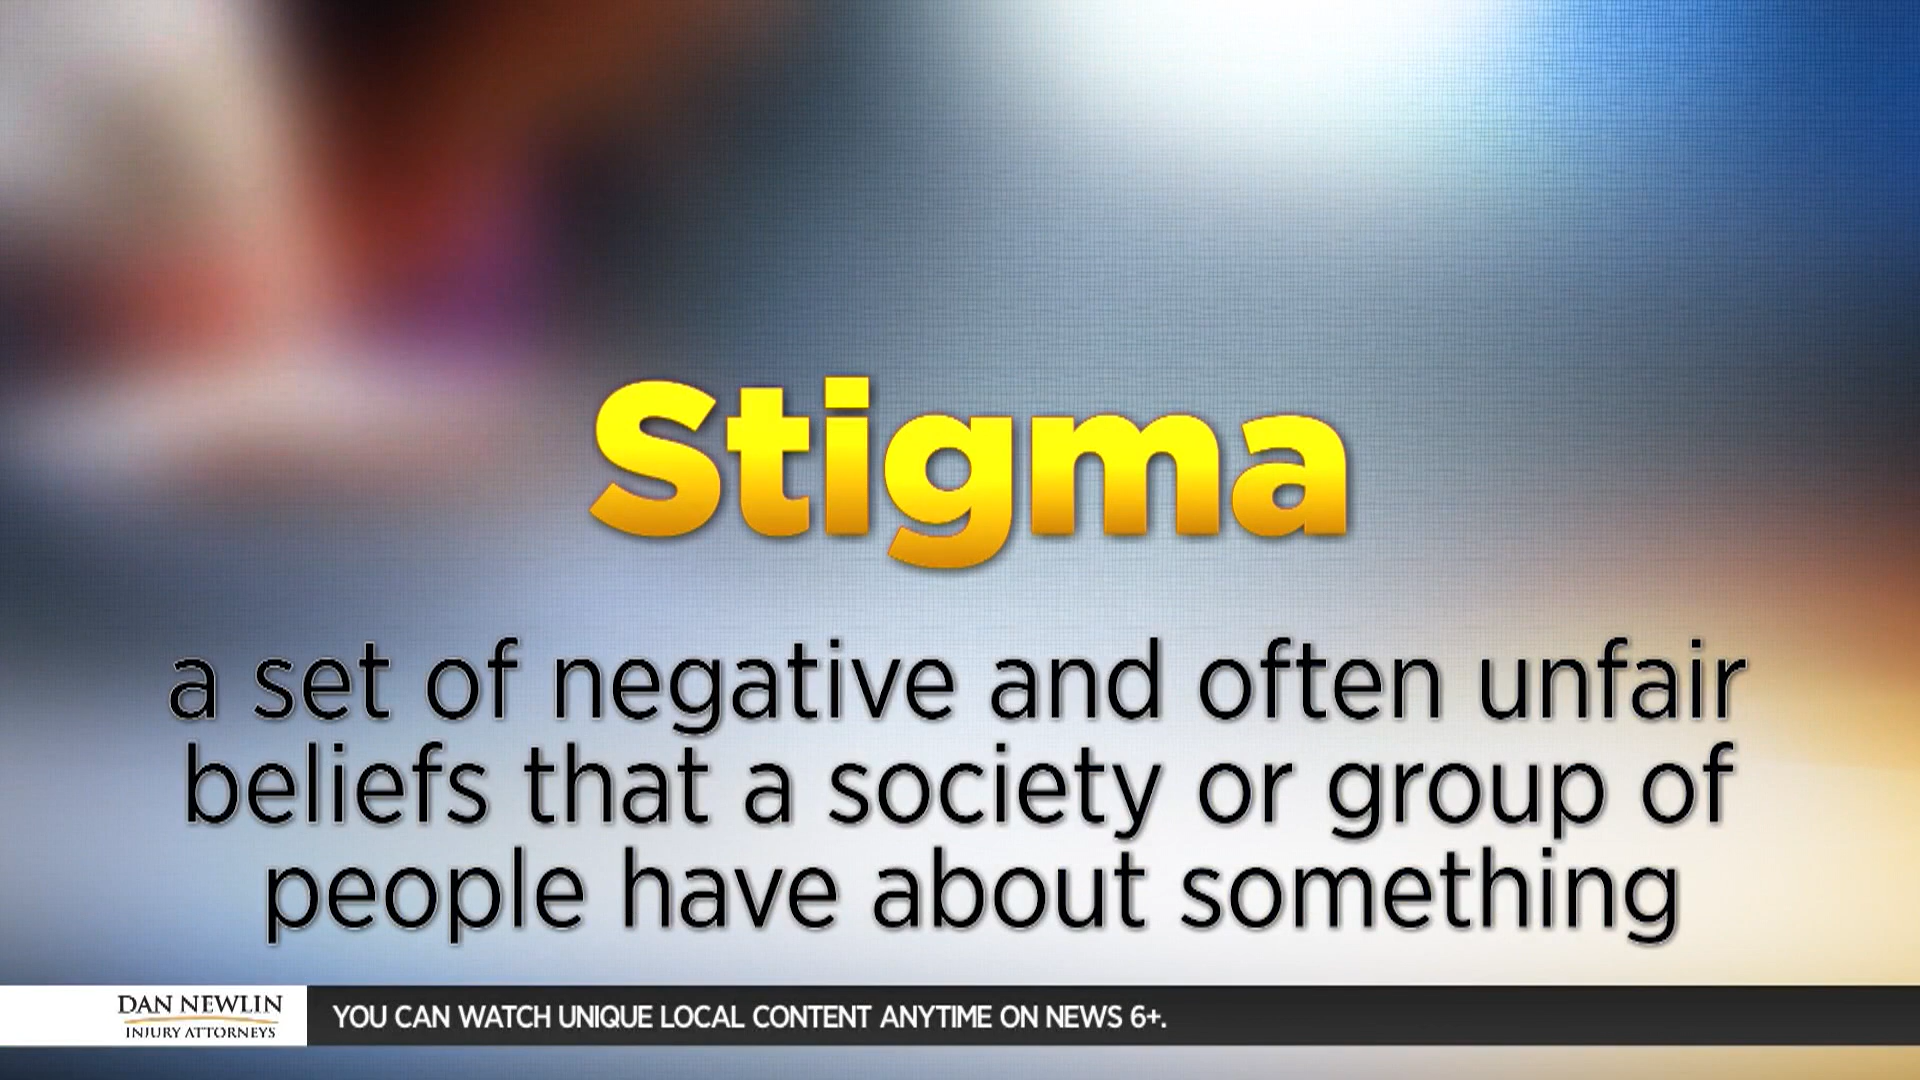 Stigma
a set of negative and often unfair
beliefs that a society or group of
people have about something
DAN NEWLIN
INJURY ATTORNEYS
YOU CAN WATCH UNIQUE LOCAL CONTENT ANYTIME ON NEWS 6+.